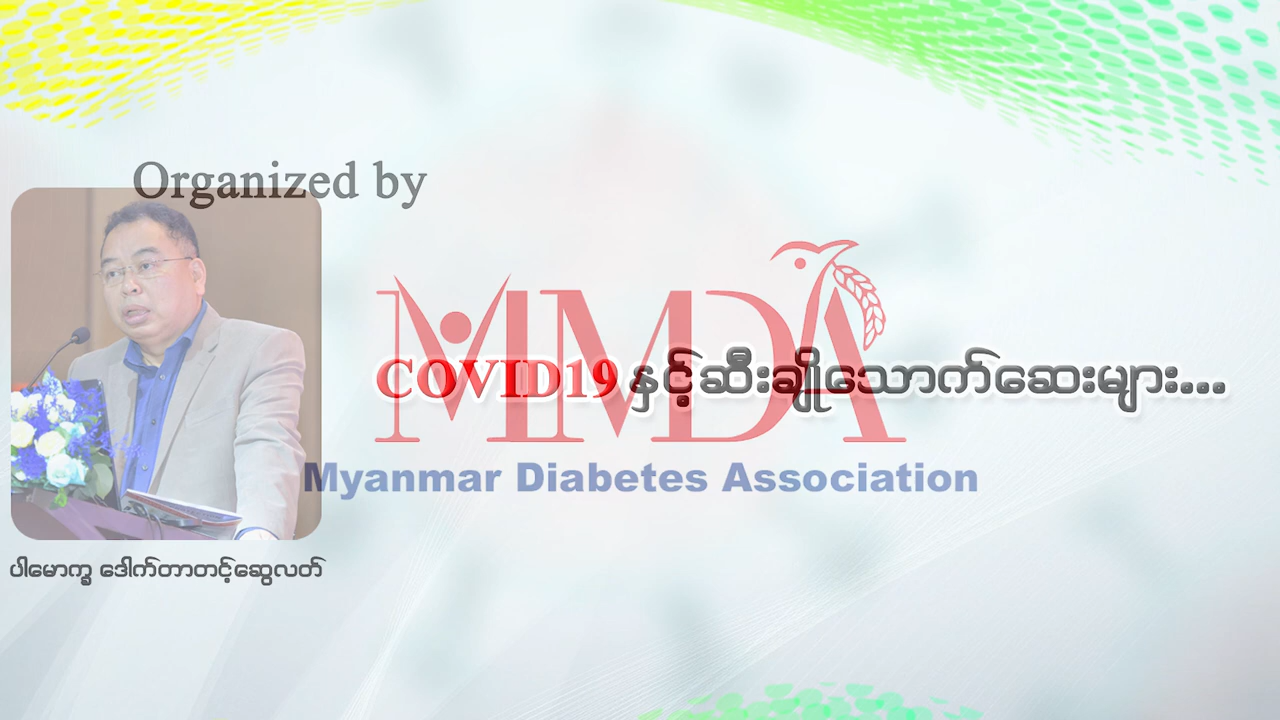 Organized by
MMDA
COVID19 နှင့်ဆီးချိုသောက်ဆေးများ...
Myanmar Diabetes Association
ပါမောက္ခ ဒေါက်တာတင့်ဆွေလတ်